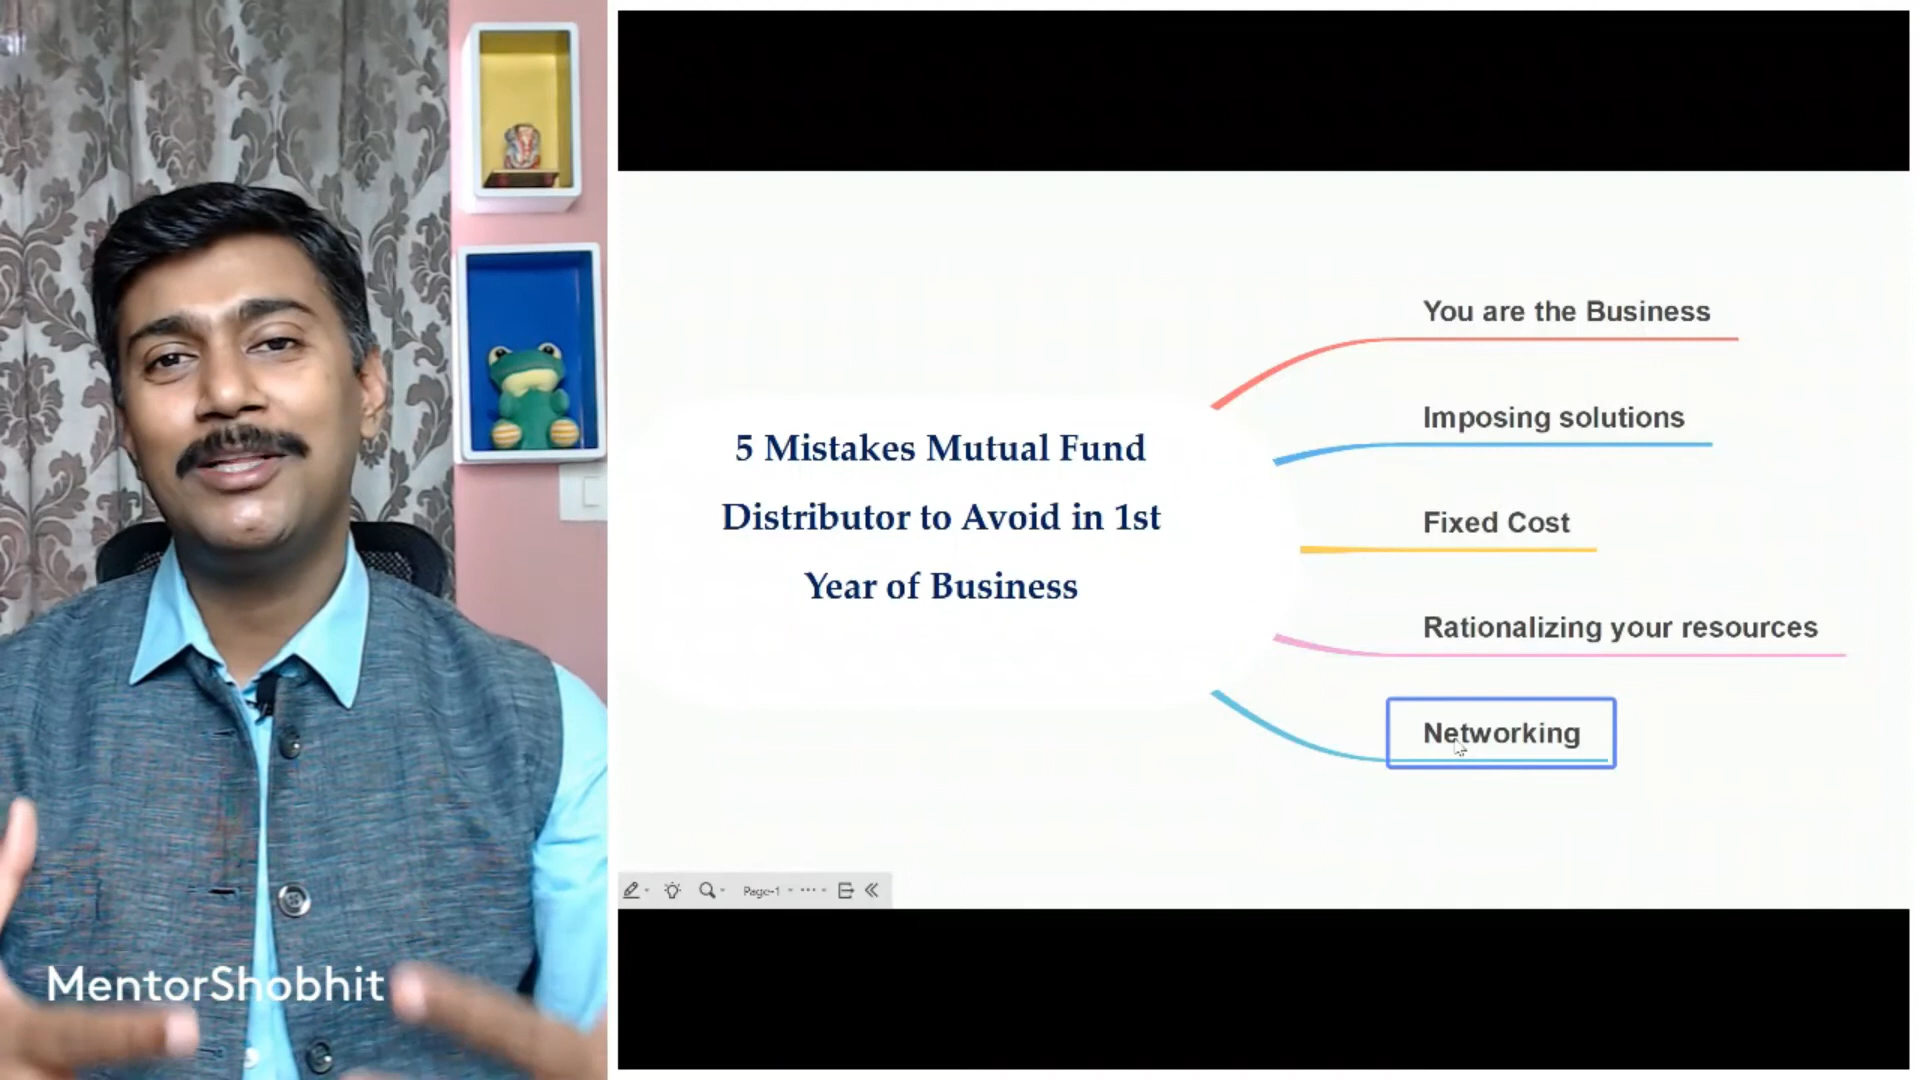 5 Mistakes Mutual Fund
Distributor to Avoid in 1st
Year of Business
You are the Business
Imposing solutions
Fixed Cost
Rationalizing your resources
Networking
Page-1
MentorShobhit